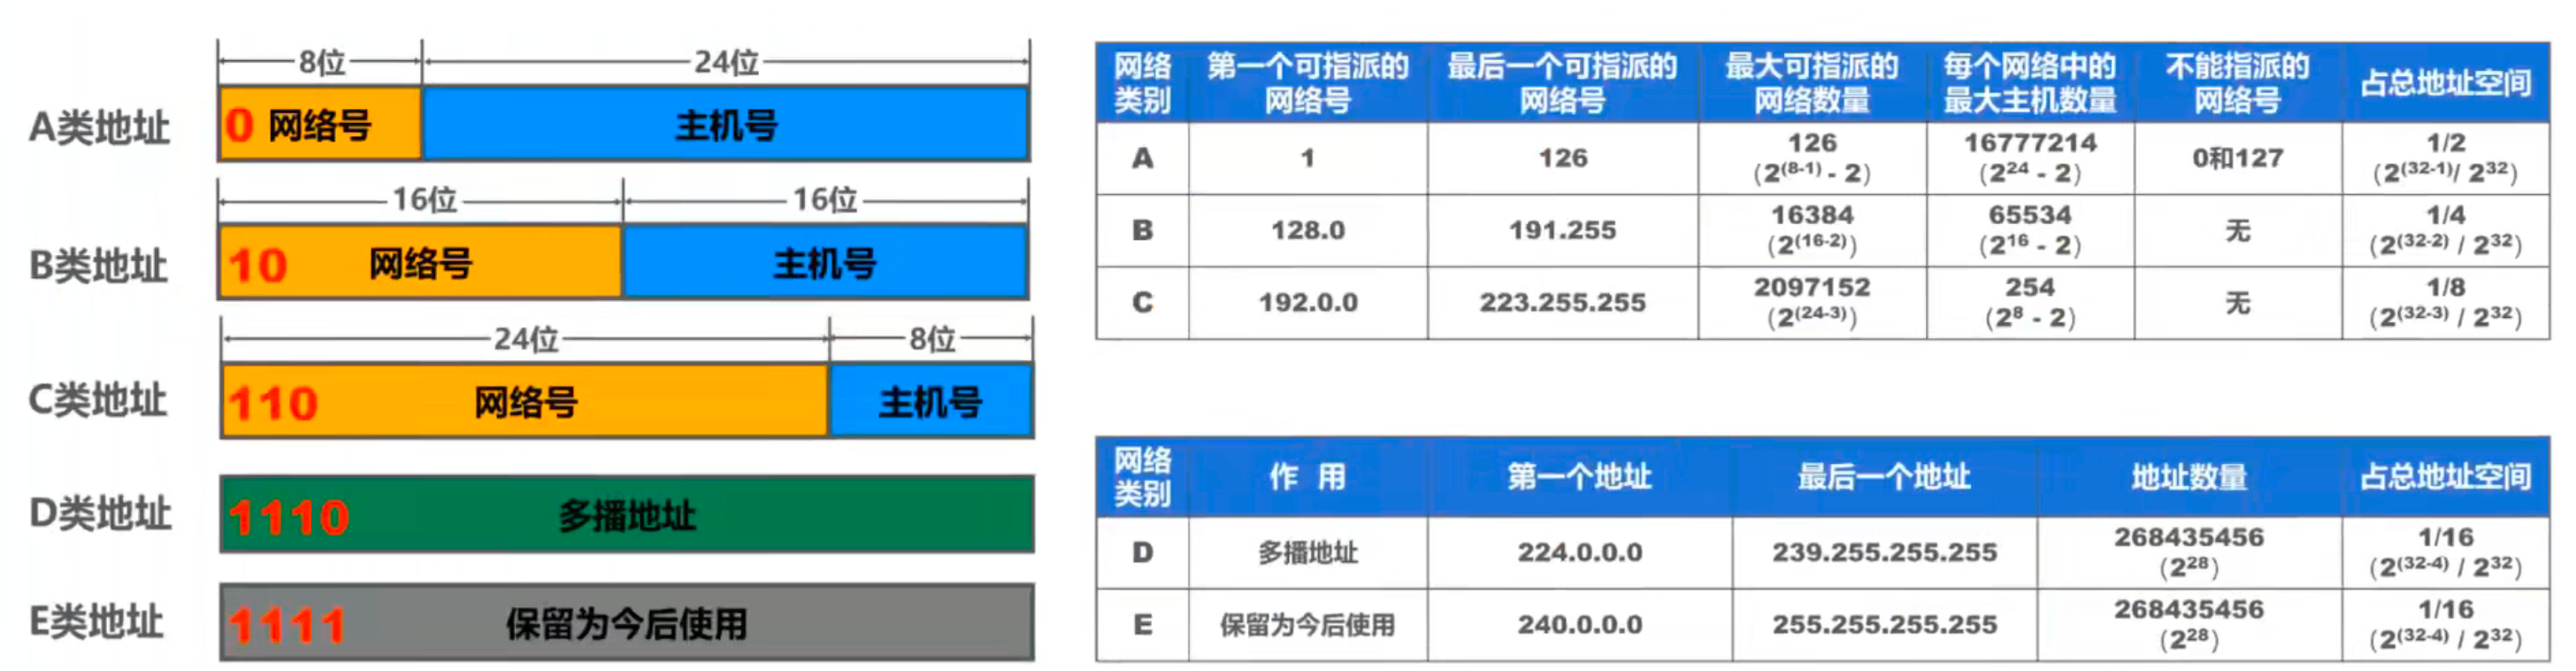 8位
24位
A类地址
0 网络号
主机号
16位
16位
B类地址
10
网络号
主机号
24位
8位
C类地址
110
网络号
主机号
D类地址
1110
多播地址
E类地址
1111
保留为今后使用
网络类别 第一个可指派的网络号 最后一个可指派的网络号 最大可指派的网络数量 每个网络中的最大主机数量 不能指派的网络号 占总地址空间
A 1 126 126 (2^(8-1) - 2) 16777214 (2^24 - 2) 0和127 1/2 (2^(32-1)/ 2^32)
B 128.0 191.255 16384 (2^(16-2)) 65534 (2^16 - 2) 无 1/4 (2^(32-2) / 2^32)
C 192.0.0 223.255.255 2097152 (2^(24-3)) 254 (2^8 - 2) 无 1/8 (2^(32-3) / 2^32)
网络类别 作 用 第一个地址 最后一个地址 地址数量 占总地址空间
D 多播地址 224.0.0.0 239.255.255.255 268435456 (2^28) 1/16 (2^(32-4) / 2^32)
E 保留为今后使用 240.0.0.0 255.255.255.255 268435456 (2^28) 1/16 (2^(32-4) / 2^32)